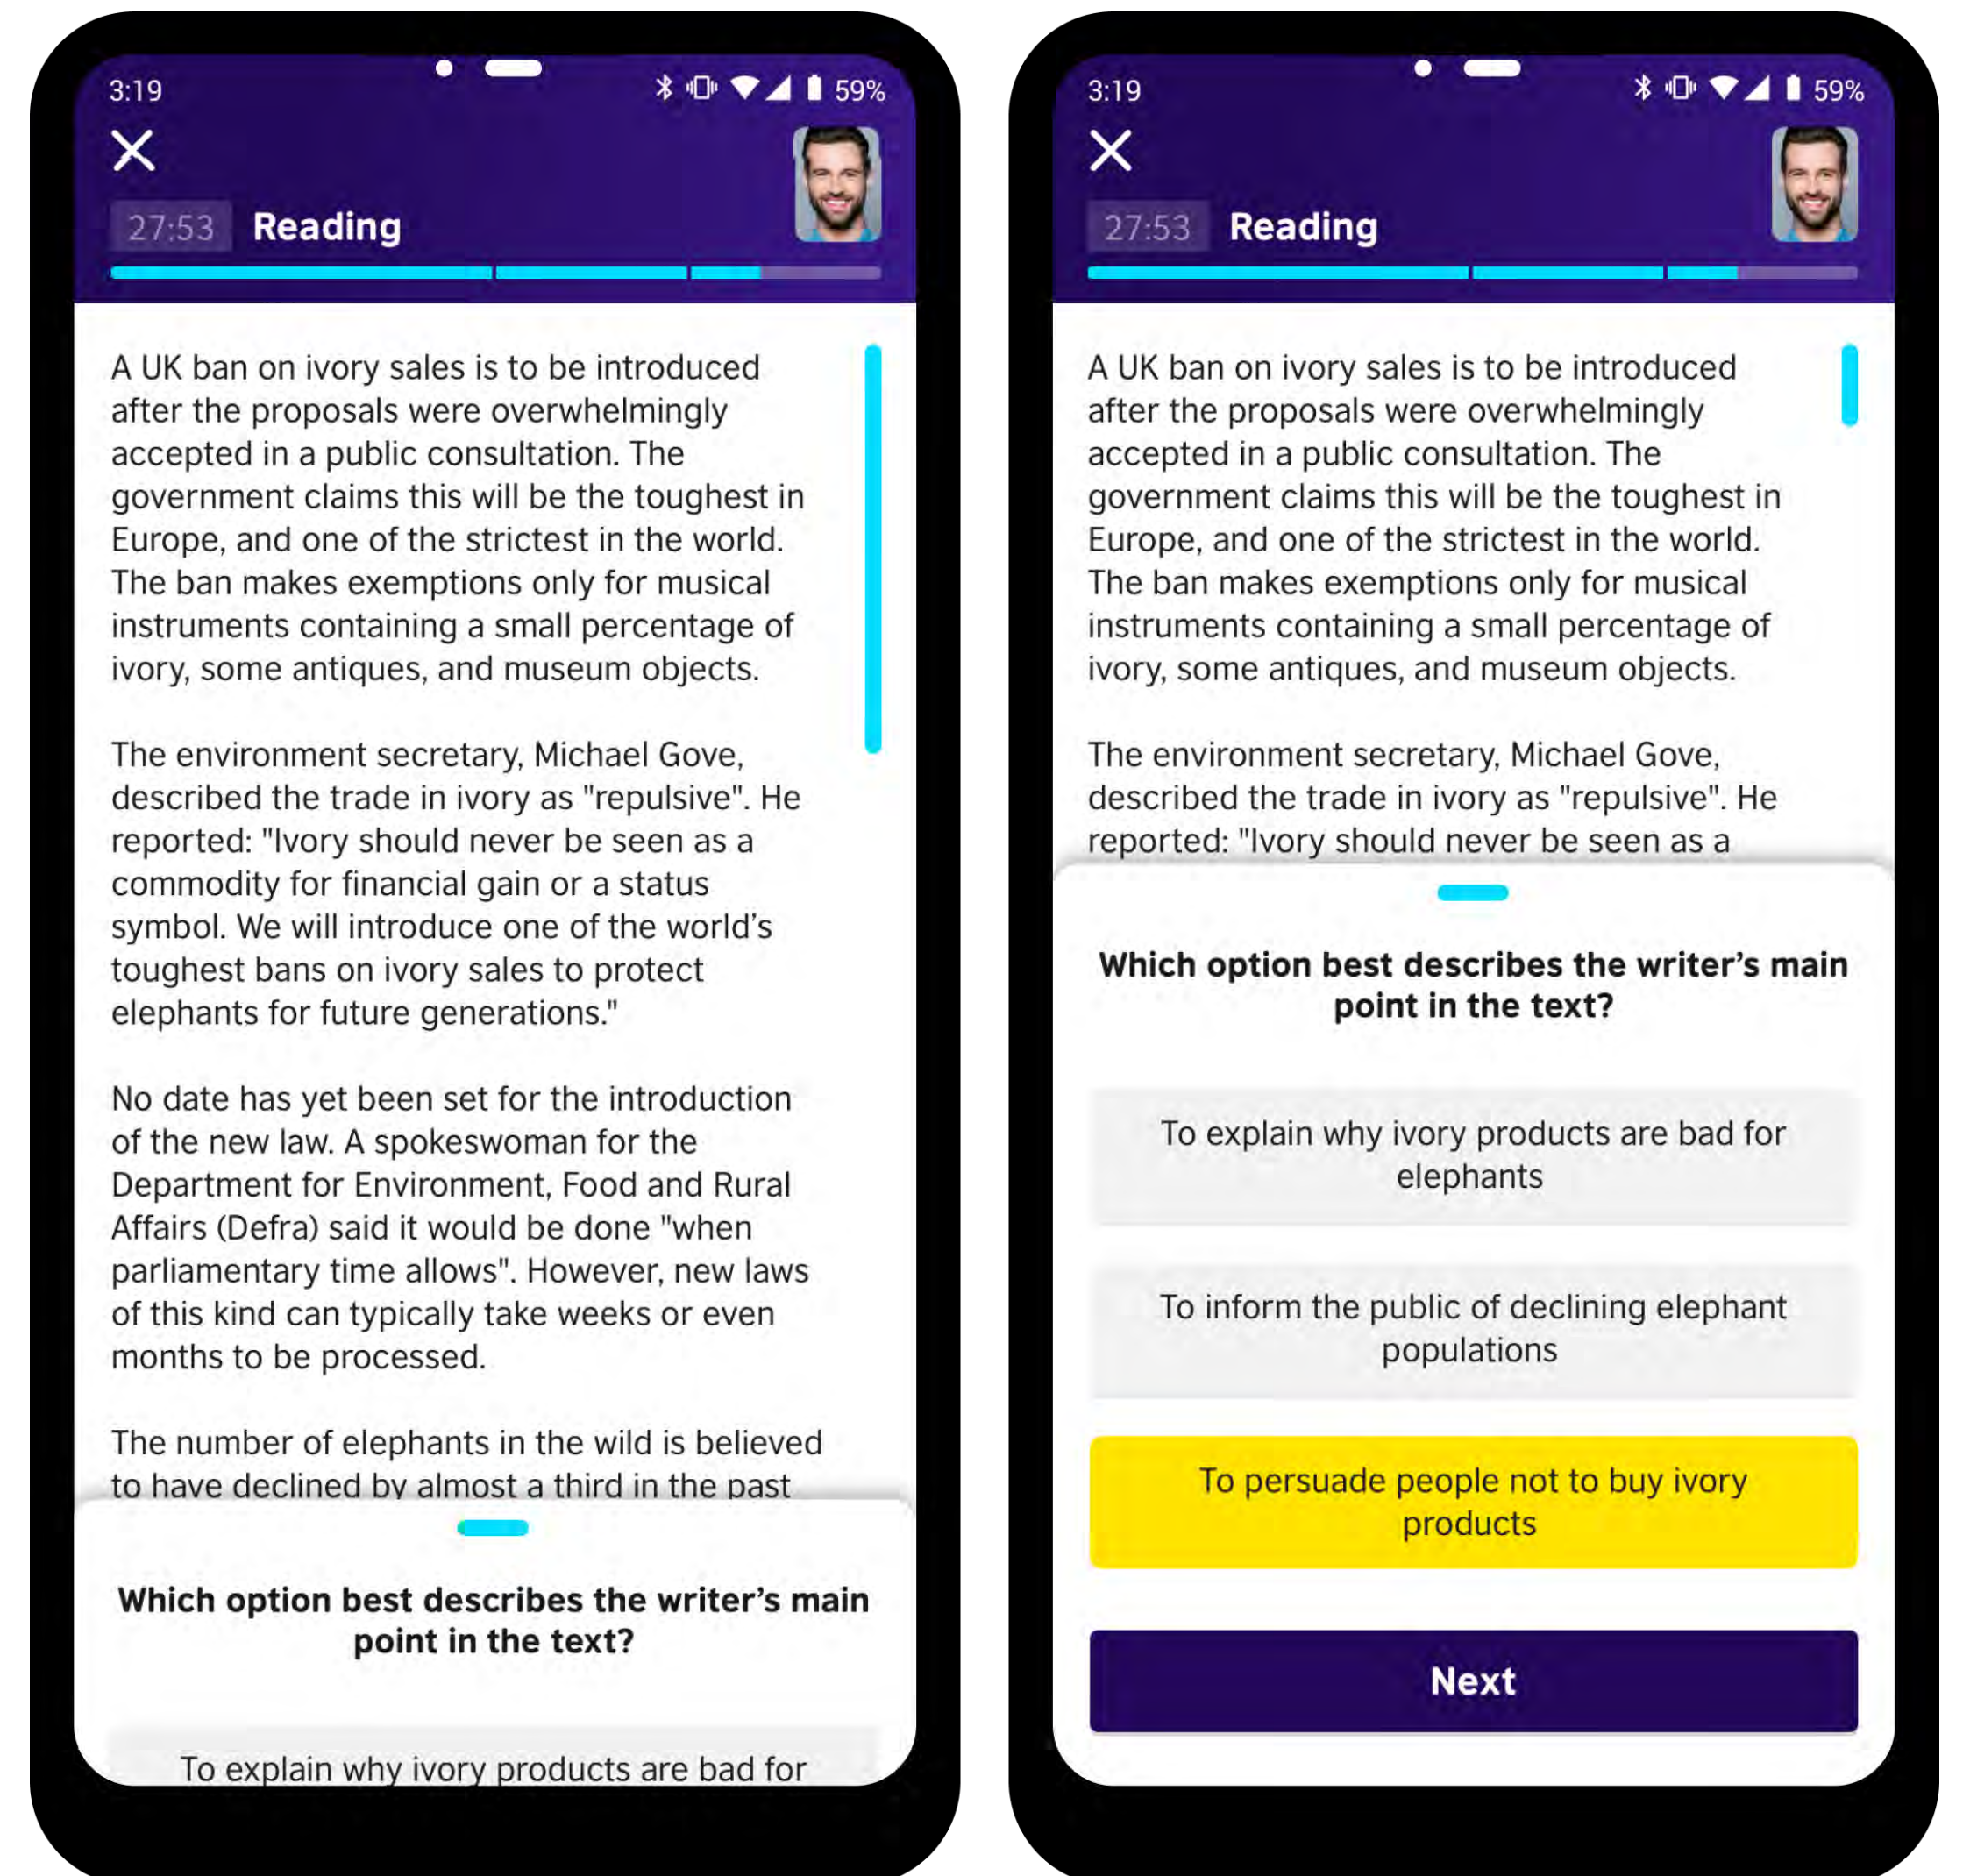 3:19
59%
27:53 Reading
A UK ban on ivory sales is to be introduced
after the proposals were overwhelmingly
accepted in a public consultation. The
government claims this will be the toughest in
Europe, and one of the strictest in the world.
The ban makes exemptions only for musical
instruments containing a small percentage of
ivory, some antiques, and museum objects.
The environment secretary, Michael Gove,
described the trade in ivory as "repulsive". He
reported: "Ivory should never be seen as a
commodity for financial gain or a status
symbol. We will introduce one of the world’s
toughest bans on ivory sales to protect
elephants for future generations."
No date has yet been set for the introduction
of the new law. A spokeswoman for the
Department for Environment, Food and Rural
Affairs (Defra) said it would be done "when
parliamentary time allows". However, new laws
of this kind can typically take weeks or even
months to be processed.
The number of elephants in the wild is believed
to have declined by almost a third in the past
Which option best describes the writer’s main
point in the text?
To explain why ivory products are bad for
3:19
59%
27:53 Reading
A UK ban on ivory sales is to be introduced
after the proposals were overwhelmingly
accepted in a public consultation. The
government claims this will be the toughest in
Europe, and one of the strictest in the world.
The ban makes exemptions only for musical
instruments containing a small percentage of
ivory, some antiques, and museum objects.
The environment secretary, Michael Gove,
described the trade in ivory as "repulsive". He
reported: "Ivory should never be seen as a
Which option best describes the writer’s main
point in the text?
To explain why ivory products are bad for
elephants
To inform the public of declining elephant
populations
To persuade people not to buy ivory
products
Next